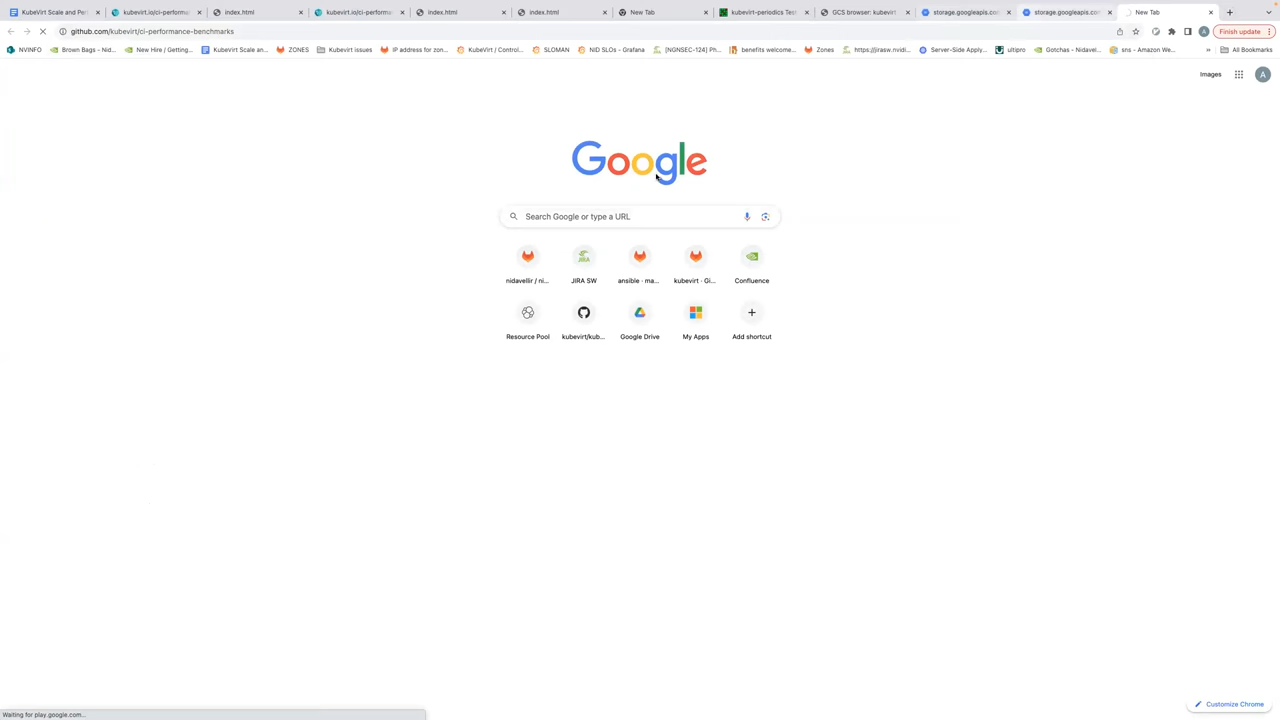 KubeVirt Scale and Per
kubevirt.io/ci-performa
index.html
kubevirt.io/ci-performa
index.html
index.html
New Tab
kubevirt-periodics Test
GCS browser: kubevirt
storage.googleapis.co
storage.googleapis.com
New Tab
github.com/kubevirt/ci-performance-benchmarks
A
Finish update
NVINFO
Brown Bags - Nid...
New Hire / Getting...
KubeVirt Scale an...
ZONES
Kubevirt issues
IP address for zon...
KubeVirt / Control...
SLOMAN
NID SLOs - Grafana
[NGNSEC-124] Ph...
benefits welcome...
Zones
https://jirasw.nvidi...
Server-Side Apply...
ultipro
Gotchas - Nidavel...
sns - Amazon We...
»
All Bookmarks
Images
A
Google
Search Google or type a URL
nidavellir / ni...
JIRA SW
ansible · ma...
kubevirt · Gi...
Confluence
Resource Pool
kubevirt/kub...
Google Drive
My Apps
Add shortcut
Waiting for play.google.com...
Customize Chrome